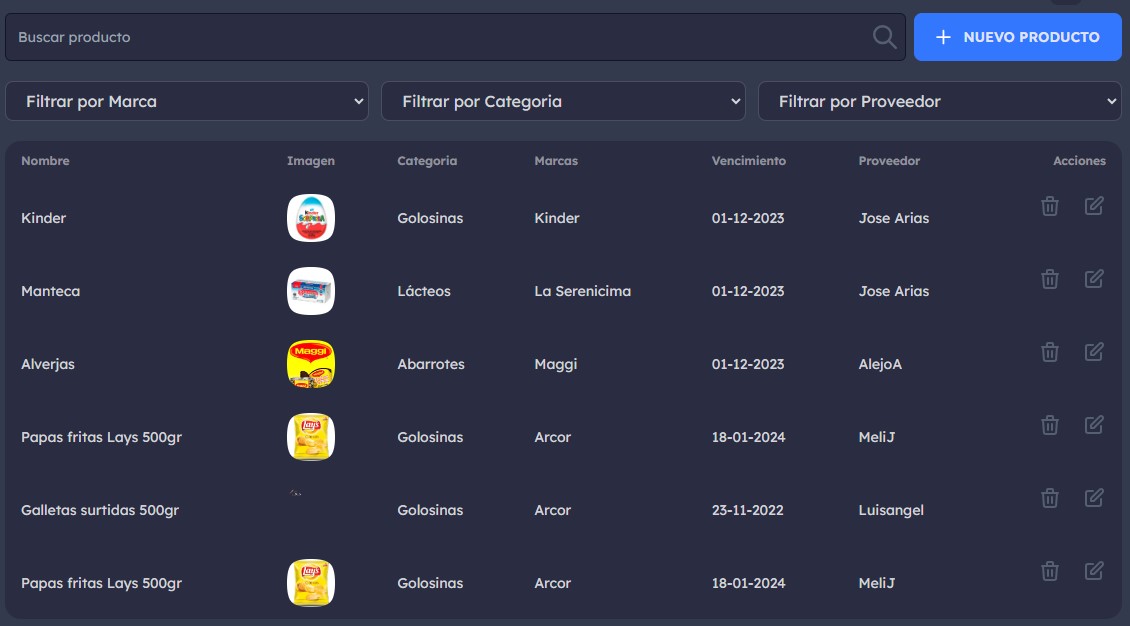 Buscar producto
NUEVO PRODUCTO
Filtrar por Marca Filtrar por Categoria Filtrar por Proveedor
Nombre Imagen Categoria Marcas Vencimiento Proveedor Acciones
Kinder Golosinas Kinder 01-12-2023 Jose Arias
Manteca Lácteos La Serenicima 01-12-2023 Jose Arias
Maggi
Alverjas Abarrotes Maggi 01-12-2023 AlejoA
Lay's
Papas fritas Lays 500gr Golosinas Arcor 18-01-2024 MeliJ
Galletas surtidas 500gr Golosinas Arcor 23-11-2022 Luisangel
Lay's
Papas fritas Lays 500gr Golosinas Arcor 18-01-2024 MeliJ